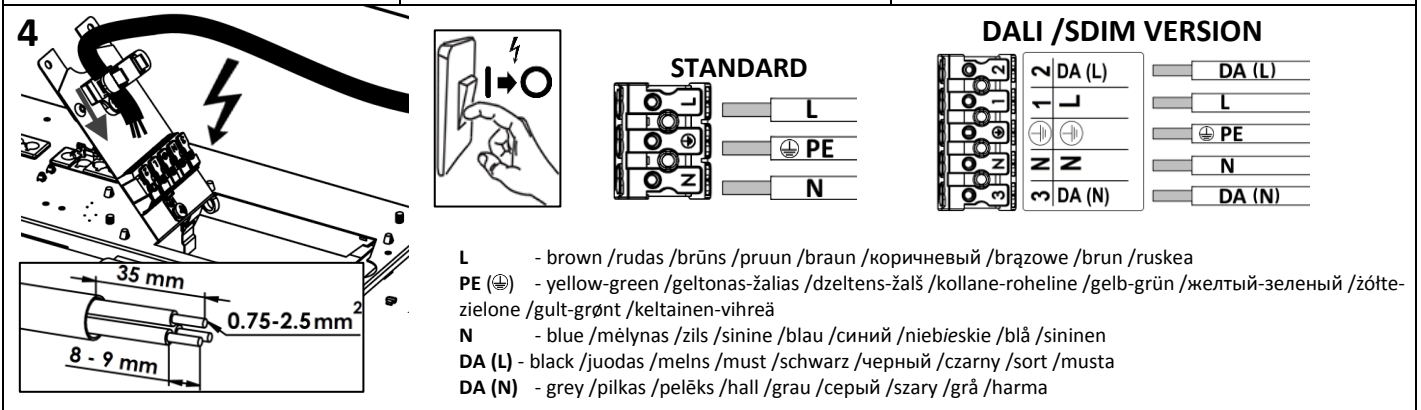 4
35 mm
0.75-2.5 mm²
8 - 9 mm
STANDARD
L
N
L
PE
N
DALI /SDIM VERSION
2
1
N
3
2 DA (L)
1 L
N N
3 DA (N)
DA (L)
L
PE
N
DA (N)
L - brown /rudas /brūns /pruun /braun /коричневый /brązowe /brun /ruskea
PE (⏚) - yellow-green /geltonas-žalias /dzeltens-žalš /kollane-roheline /gelb-grün /желтый-зеленый /żółte-
zielone /gult-grønt /keltainen-vihreä
N - blue /mėlynas /zils /sinine /blau /синий /niebieskie /blå /sininen
DA (L) - black /juodas /melns /must /schwarz /черный /czarny /sort /musta
DA (N) - grey /pilkas /pelēks /hall /grau /серый /szary /grå /harma